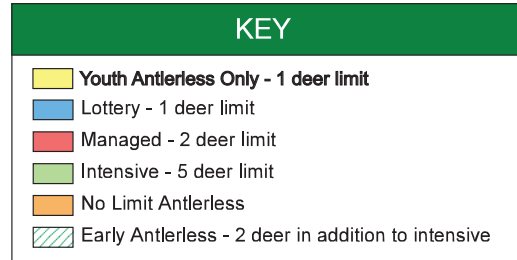 KEY
Youth Antlerless Only - 1 deer limit
Lottery - 1 deer limit
Managed - 2 deer limit
Intensive - 5 deer limit
No Limit Antlerless
Early Antlerless - 2 deer in addition to intensive